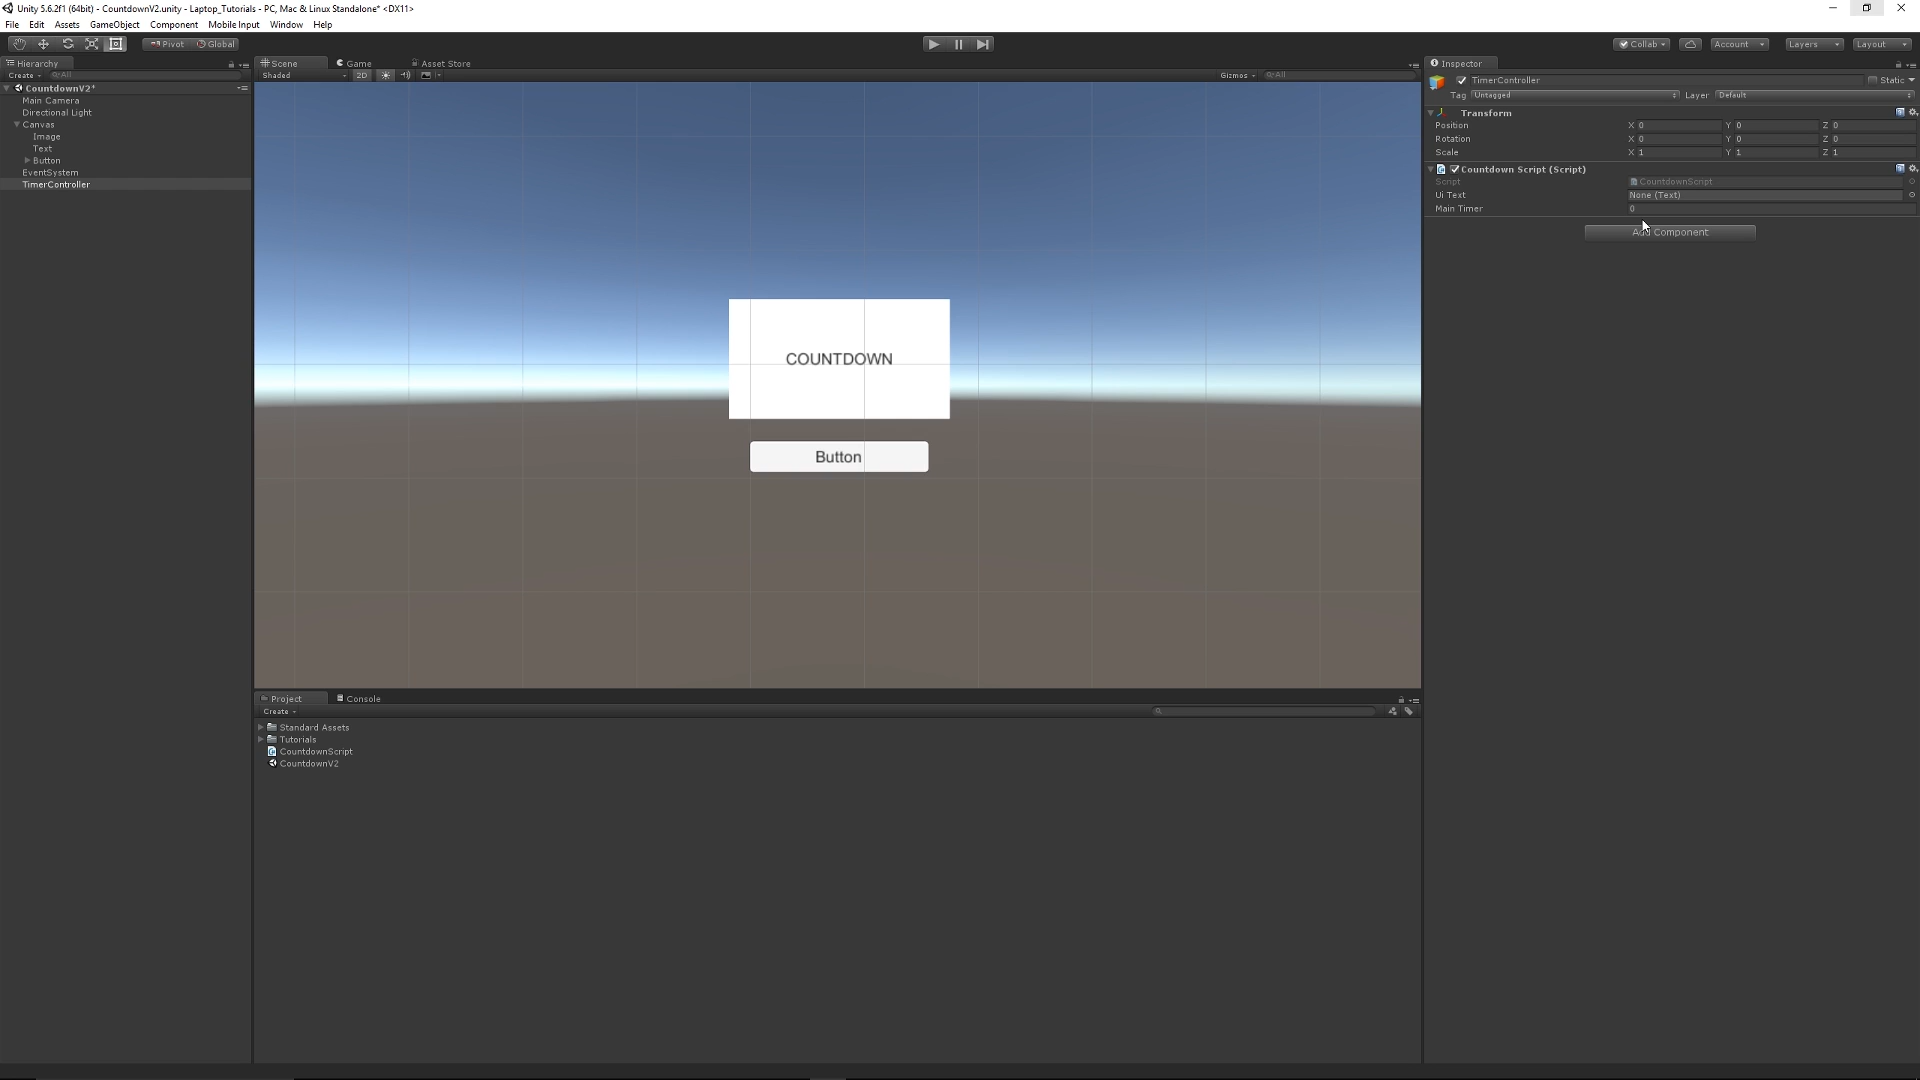 Unity 5.6.2f1 (64bit) - CountdownV2.unity - Laptop_Tutorials - PC, Mac & Linux Standalone* <DX11>
File Edit Assets GameObject Component Mobile Input Window Help
Pivot Global Collab Account Layers Layout
Hierarchy
Create All
CountdownV2*
Main Camera
Directional Light
Canvas
Image
Text
Button
EventSystem
TimerController
Scene Game Asset Store
Shaded 2D Gizmos All
COUNTDOWN
Button
Project Console
Create
Standard Assets
Tutorials
CountdownScript
CountdownV2
Inspector
TimerController Static
Tag Untagged Layer Default
Transform
Position X 0 Y 0 Z 0
Rotation X 0 Y 0 Z 0
Scale X 1 Y 1 Z 1
Countdown Script (Script)
Script CountdownScript
Ui Text None (Text)
Main Timer 0
Add Component